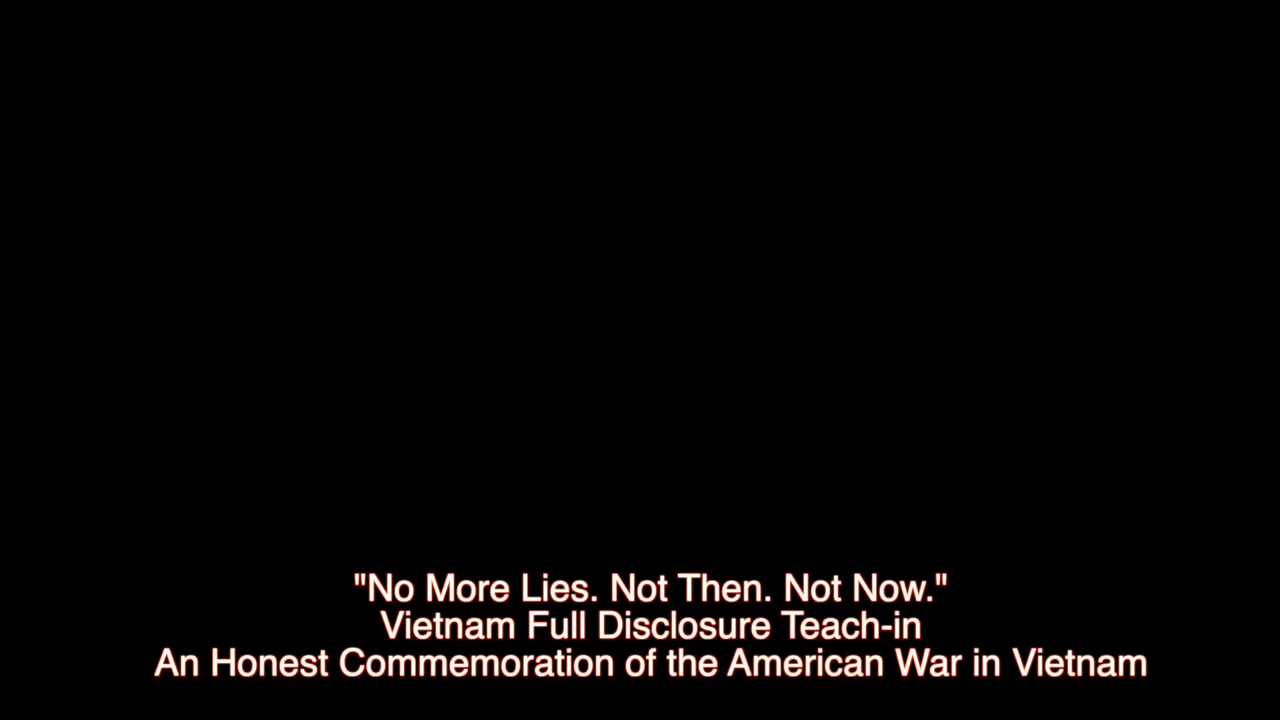 "No More Lies. Not Then. Not Now."
Vietnam Full Disclosure Teach-in
An Honest Commemoration of the American War in Vietnam